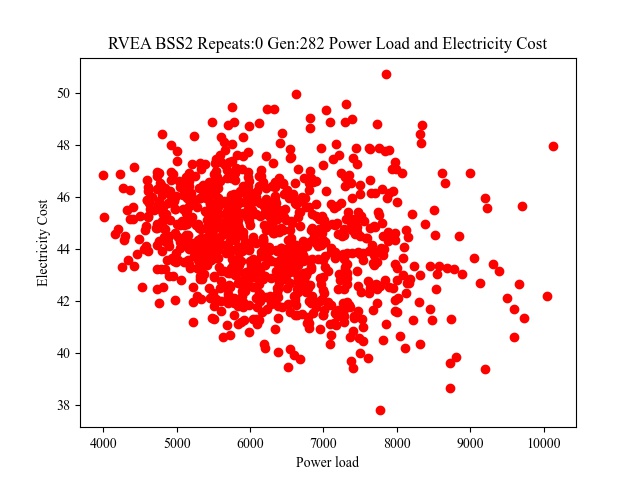 RVEA BSS2 Repeats:0 Gen:282 Power Load and Electricity Cost
Electricity Cost
50
48
46
44
42
40
38
4000 5000 6000 7000 8000 9000 10000
Power load